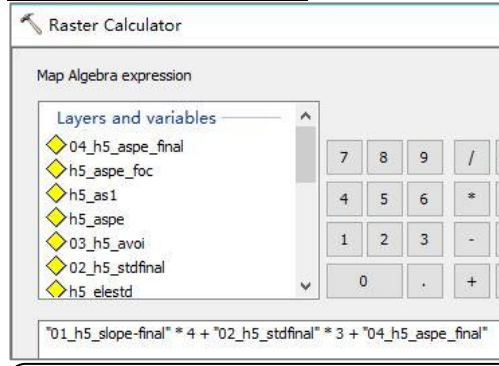 Raster Calculator
Map Algebra expression
Layers and variables
04_h5_aspe_final
h5_aspe_foc
h5_as1
h5_aspe
03_h5_avoi
02_h5_stdfinal
h5_elestd
7 8 9 /
4 5 6 *
1 2 3 -
0 . +
"01_h5_slope-final" * 4 + "02_h5_stdfinal" * 3 + "04_h5_aspe_final"